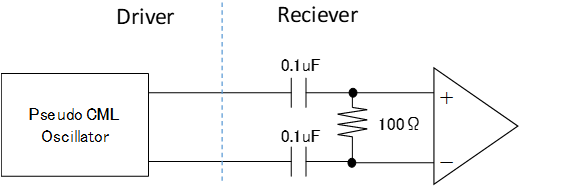 Driver
Reciever
0.1uF
+
Pseudo CML
Oscillator
100Ω
0.1uF
−